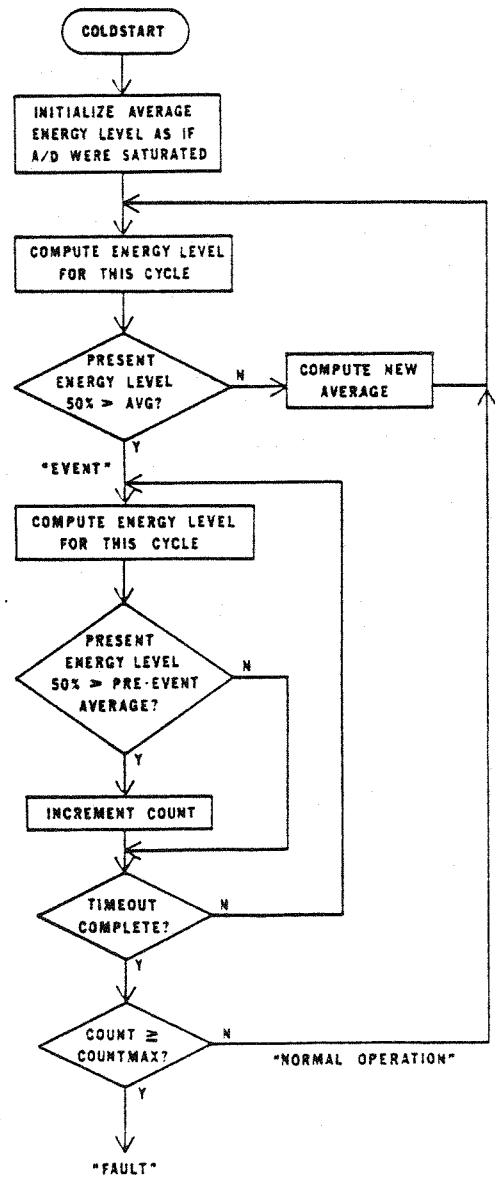 COLDSTART
INITIALIZE AVERAGE
ENERGY LEVEL AS IF
A/D WERE SATURATED
COMPUTE ENERGY LEVEL
FOR THIS CYCLE
PRESENT
ENERGY LEVEL
50% > AVG?
N
COMPUTE NEW
AVERAGE
Y
"EVENT"
COMPUTE ENERGY LEVEL
FOR THIS CYCLE
PRESENT
ENERGY LEVEL
50% > PRE-EVENT
AVERAGE?
N
Y
INCREMENT COUNT
TIMEOUT
COMPLETE?
N
Y
COUNT ≥
COUNTMAX?
N
"NORMAL OPERATION"
Y
"FAULT"